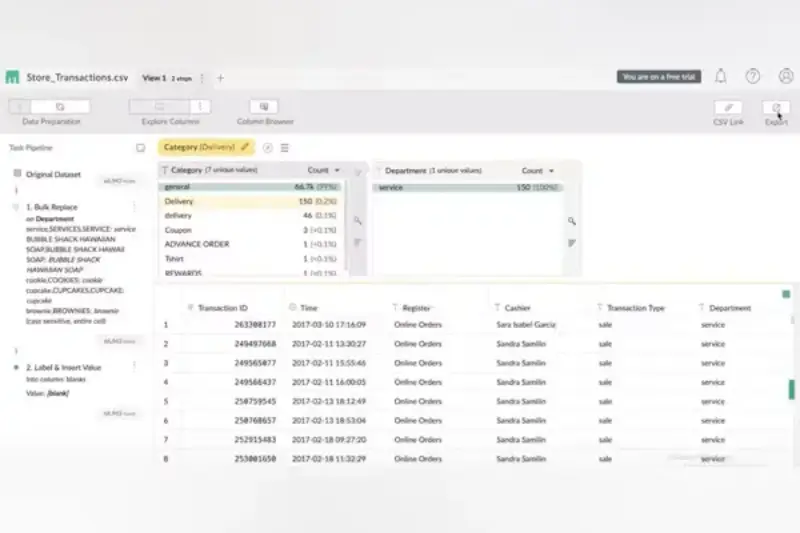 Store_Transactions.csv View 1 2 steps +
You are on a free trial
Data Preparation Explore Columns Column Browser CSV Link Export
Task Pipeline
Category (Delivery)
Original Dataset
1. Bulk Replace
on Department
service,SERVICES,SERVICE: service
BUBBLE SHACK HAWAIIAN
SOAP,BUBBLE SHACK HAWAII
SOAP: BUBBLE SHACK
HAWAIIAN SOAP
cookie,COOKIES: cookie
cupcake,CUPCAKES,CUPCAKE:
cupcake
brownie,BROWNIES: brownie
(case sensitive, entire cell)
2. Label & Insert Value
Into column: blanks
Value: [blank]
Category (7 unique values) Count
general 66.7k (99%)
Delivery 150 (0.2%)
delivery 46 (0.1%)
Coupon 3 (<0.1%)
ADVANCE ORDER 1 (<0.1%)
Tshirt 1 (<0.1%)
REWARDS 1 (<0.1%)
Department (1 unique values) Count
service 150 (100%)
Transaction ID Time Register Cashier Transaction Type Department
1 263308177 2017-03-10 17:16:09 Online Orders Sara Isabel Garcia sale service
2 249497668 2017-02-11 13:30:27 Online Orders Sandra Samilin sale service
3 249565077 2017-02-11 15:55:46 Online Orders Sandra Samilin sale service
4 249566437 2017-02-11 16:00:05 Online Orders Sandra Samilin sale service
5 250759545 2017-02-13 18:12:49 Online Orders Sandra Samilin sale service
6 250768657 2017-02-13 18:53:04 Online Orders Sandra Samilin sale service
7 252915483 2017-02-18 09:27:20 Online Orders Sandra Samilin sale service
8 253001650 2017-02-18 11:32:29 Online Orders Sandra Samilin sale service